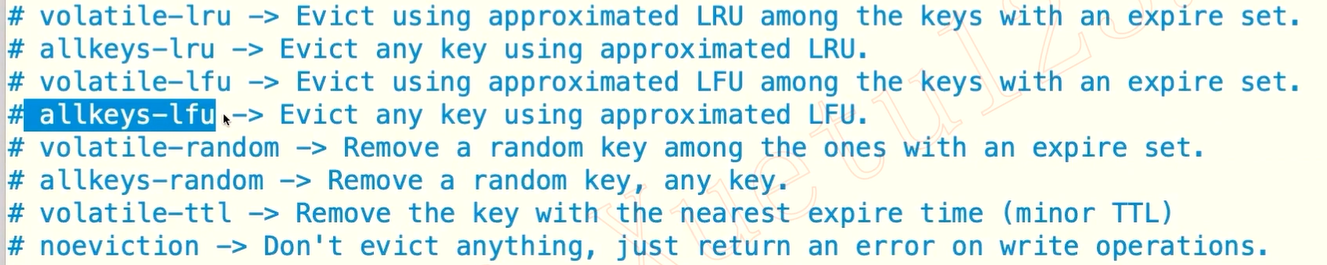 # volatile-lru -> Evict using approximated LRU among the keys with an expire set.
# allkeys-lru -> Evict any key using approximated LRU.
# volatile-lfu -> Evict using approximated LFU among the keys with an expire set.
# allkeys-lfu -> Evict any key using approximated LFU.
# volatile-random -> Remove a random key among the ones with an expire set.
# allkeys-random -> Remove a random key, any key.
# volatile-ttl -> Remove the key with the nearest expire time (minor TTL)
# noeviction -> Don't evict anything, just return an error on write operations.